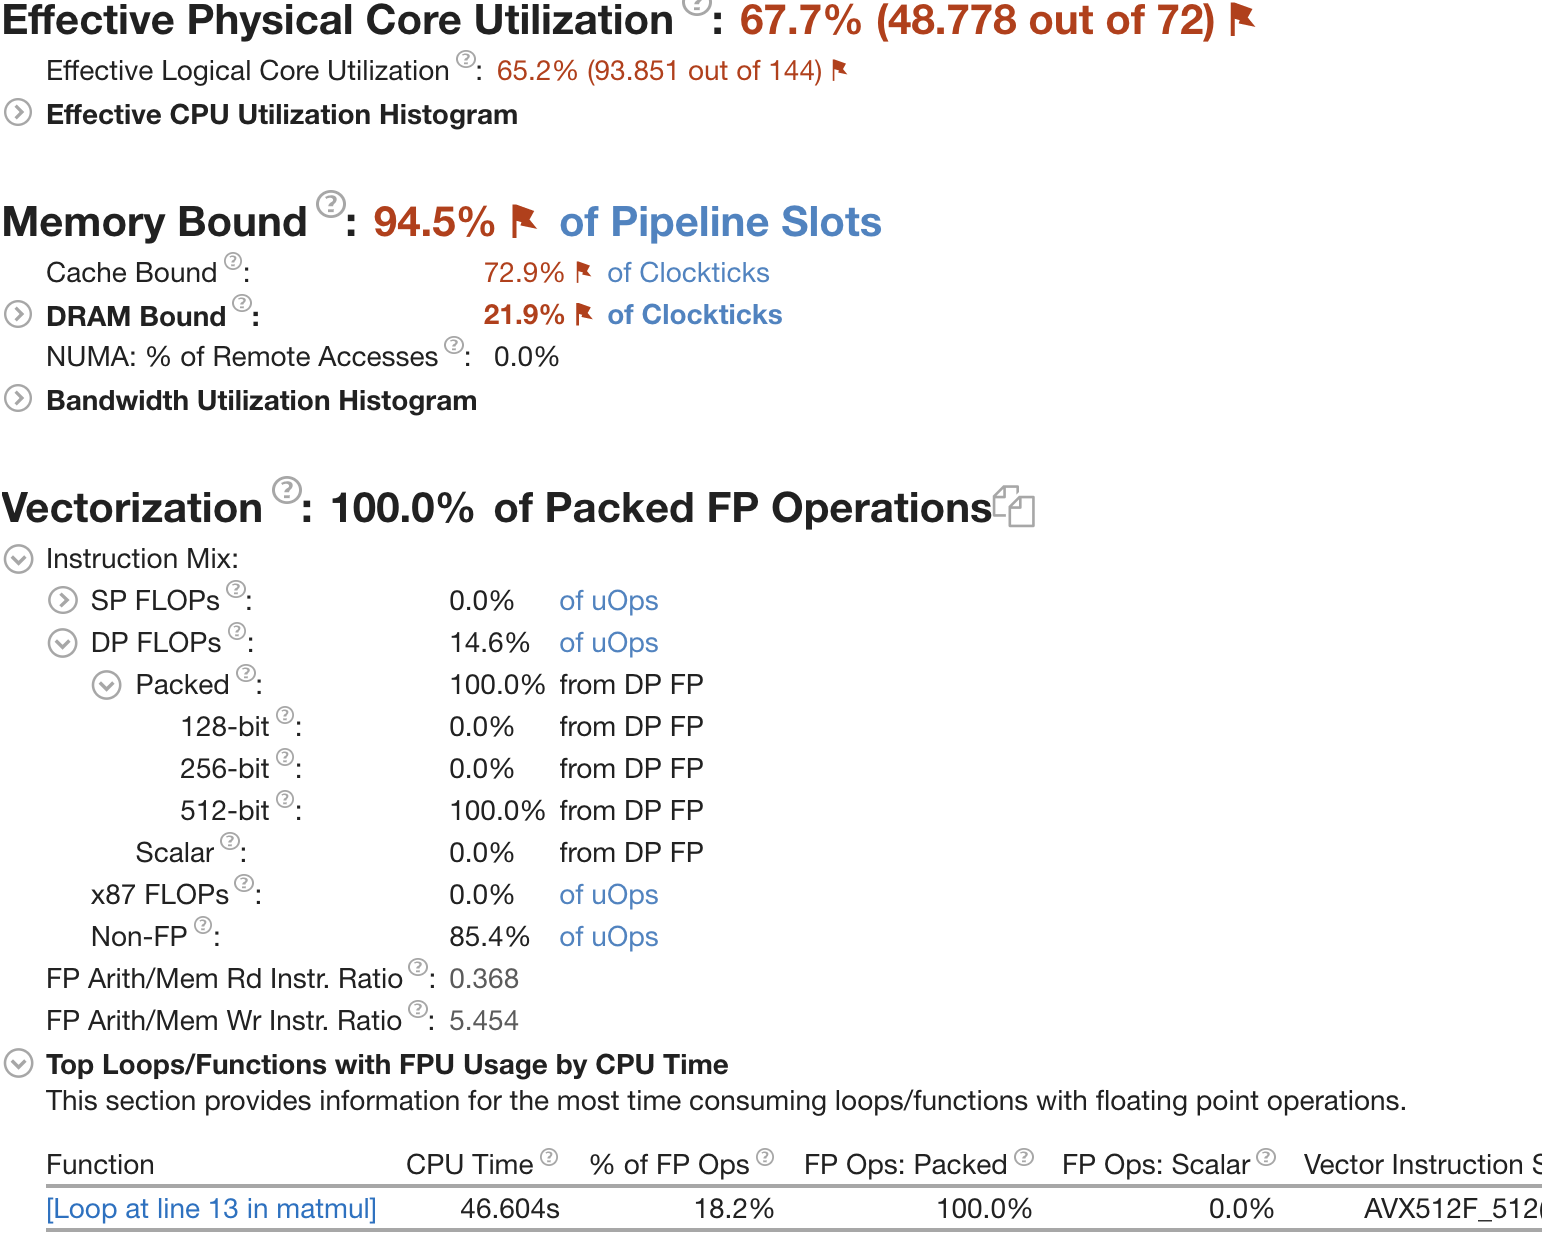 Effective Physical Core Utilization ?: 67.7% (48.778 out of 72)
Effective Logical Core Utilization ?: 65.2% (93.851 out of 144)
Effective CPU Utilization Histogram
Memory Bound ?: 94.5% of Pipeline Slots
Cache Bound ?: 72.9% of Clockticks
DRAM Bound ?: 21.9% of Clockticks
NUMA: % of Remote Accesses ?: 0.0%
Bandwidth Utilization Histogram
Vectorization ?: 100.0% of Packed FP Operations
Instruction Mix:
SP FLOPs ?: 0.0% of uOps
DP FLOPs ?: 14.6% of uOps
Packed ?: 100.0% from DP FP
128-bit ?: 0.0% from DP FP
256-bit ?: 0.0% from DP FP
512-bit ?: 100.0% from DP FP
Scalar ?: 0.0% from DP FP
x87 FLOPs ?: 0.0% of uOps
Non-FP ?: 85.4% of uOps
FP Arith/Mem Rd Instr. Ratio ?: 0.368
FP Arith/Mem Wr Instr. Ratio ?: 5.454
Top Loops/Functions with FPU Usage by CPU Time
This section provides information for the most time consuming loops/functions with floating point operations.
Function CPU Time ? % of FP Ops ? FP Ops: Packed ? FP Ops: Scalar ? Vector Instruction S
[Loop at line 13 in matmul] 46.604s 18.2% 100.0% 0.0% AVX512F_512(